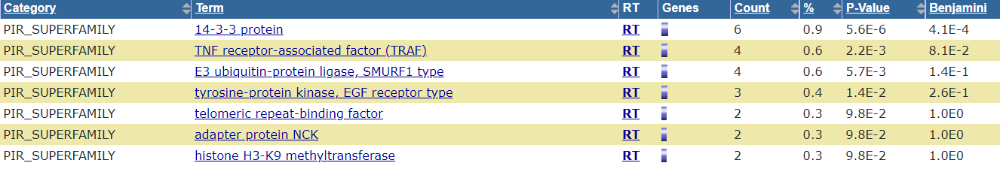 Category Term RT Genes Count % P-Value Benjamini
PIR_SUPERFAMILY 14-3-3 protein RT 6 0.9 5.6E-6 4.1E-4
PIR_SUPERFAMILY TNF receptor-associated factor (TRAF) RT 4 0.6 2.2E-3 8.1E-2
PIR_SUPERFAMILY E3 ubiquitin-protein ligase, SMURF1 type RT 4 0.6 5.7E-3 1.4E-1
PIR_SUPERFAMILY tyrosine-protein kinase, EGF receptor type RT 3 0.4 1.4E-2 2.6E-1
PIR_SUPERFAMILY telomeric repeat-binding factor RT 2 0.3 9.8E-2 1.0E0
PIR_SUPERFAMILY adapter protein NCK RT 2 0.3 9.8E-2 1.0E0
PIR_SUPERFAMILY histone H3-K9 methyltransferase RT 2 0.3 9.8E-2 1.0E0